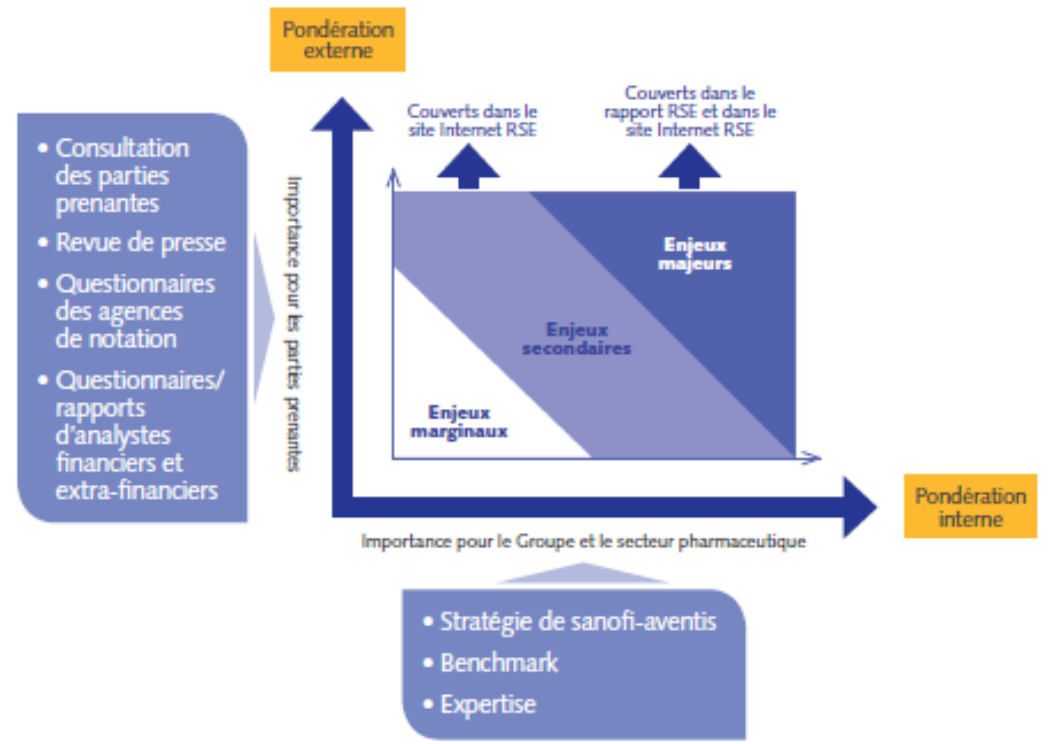 Pondération
externe
Couverts dans le
site Internet RSE
Couverts dans le
rapport RSE et dans le
site Internet RSE
• Consultation
des parties
prenantes
• Revue de presse
• Questionnaires
des agences
de notation
• Questionnaires/
rapports
d'analystes
financiers et
extra-financiers
Importance pour les parties prenantes
Enjeux
majeurs
Enjeux
secondaires
Enjeux
marginaux
Pondération
interne
Importance pour le Groupe et le secteur pharmaceutique
• Stratégie de sanofi-aventis
• Benchmark
• Expertise